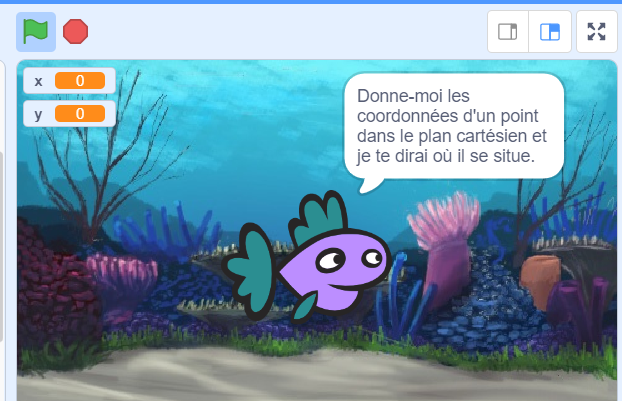 x 0
y 0
Donne-moi les
coordonnées d'un point
dans le plan cartésien et
je te dirai où il se situe.